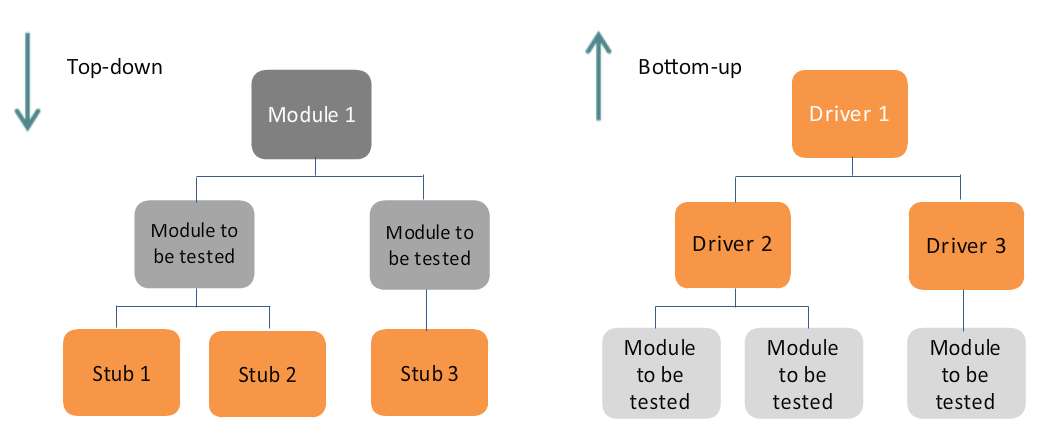 Top-down
Module 1
Module to
be tested
Module to
be tested
Stub 1
Stub 2
Stub 3
Bottom-up
Driver 1
Driver 2
Driver 3
Module
to be
tested
Module
to be
tested
Module
to be
tested